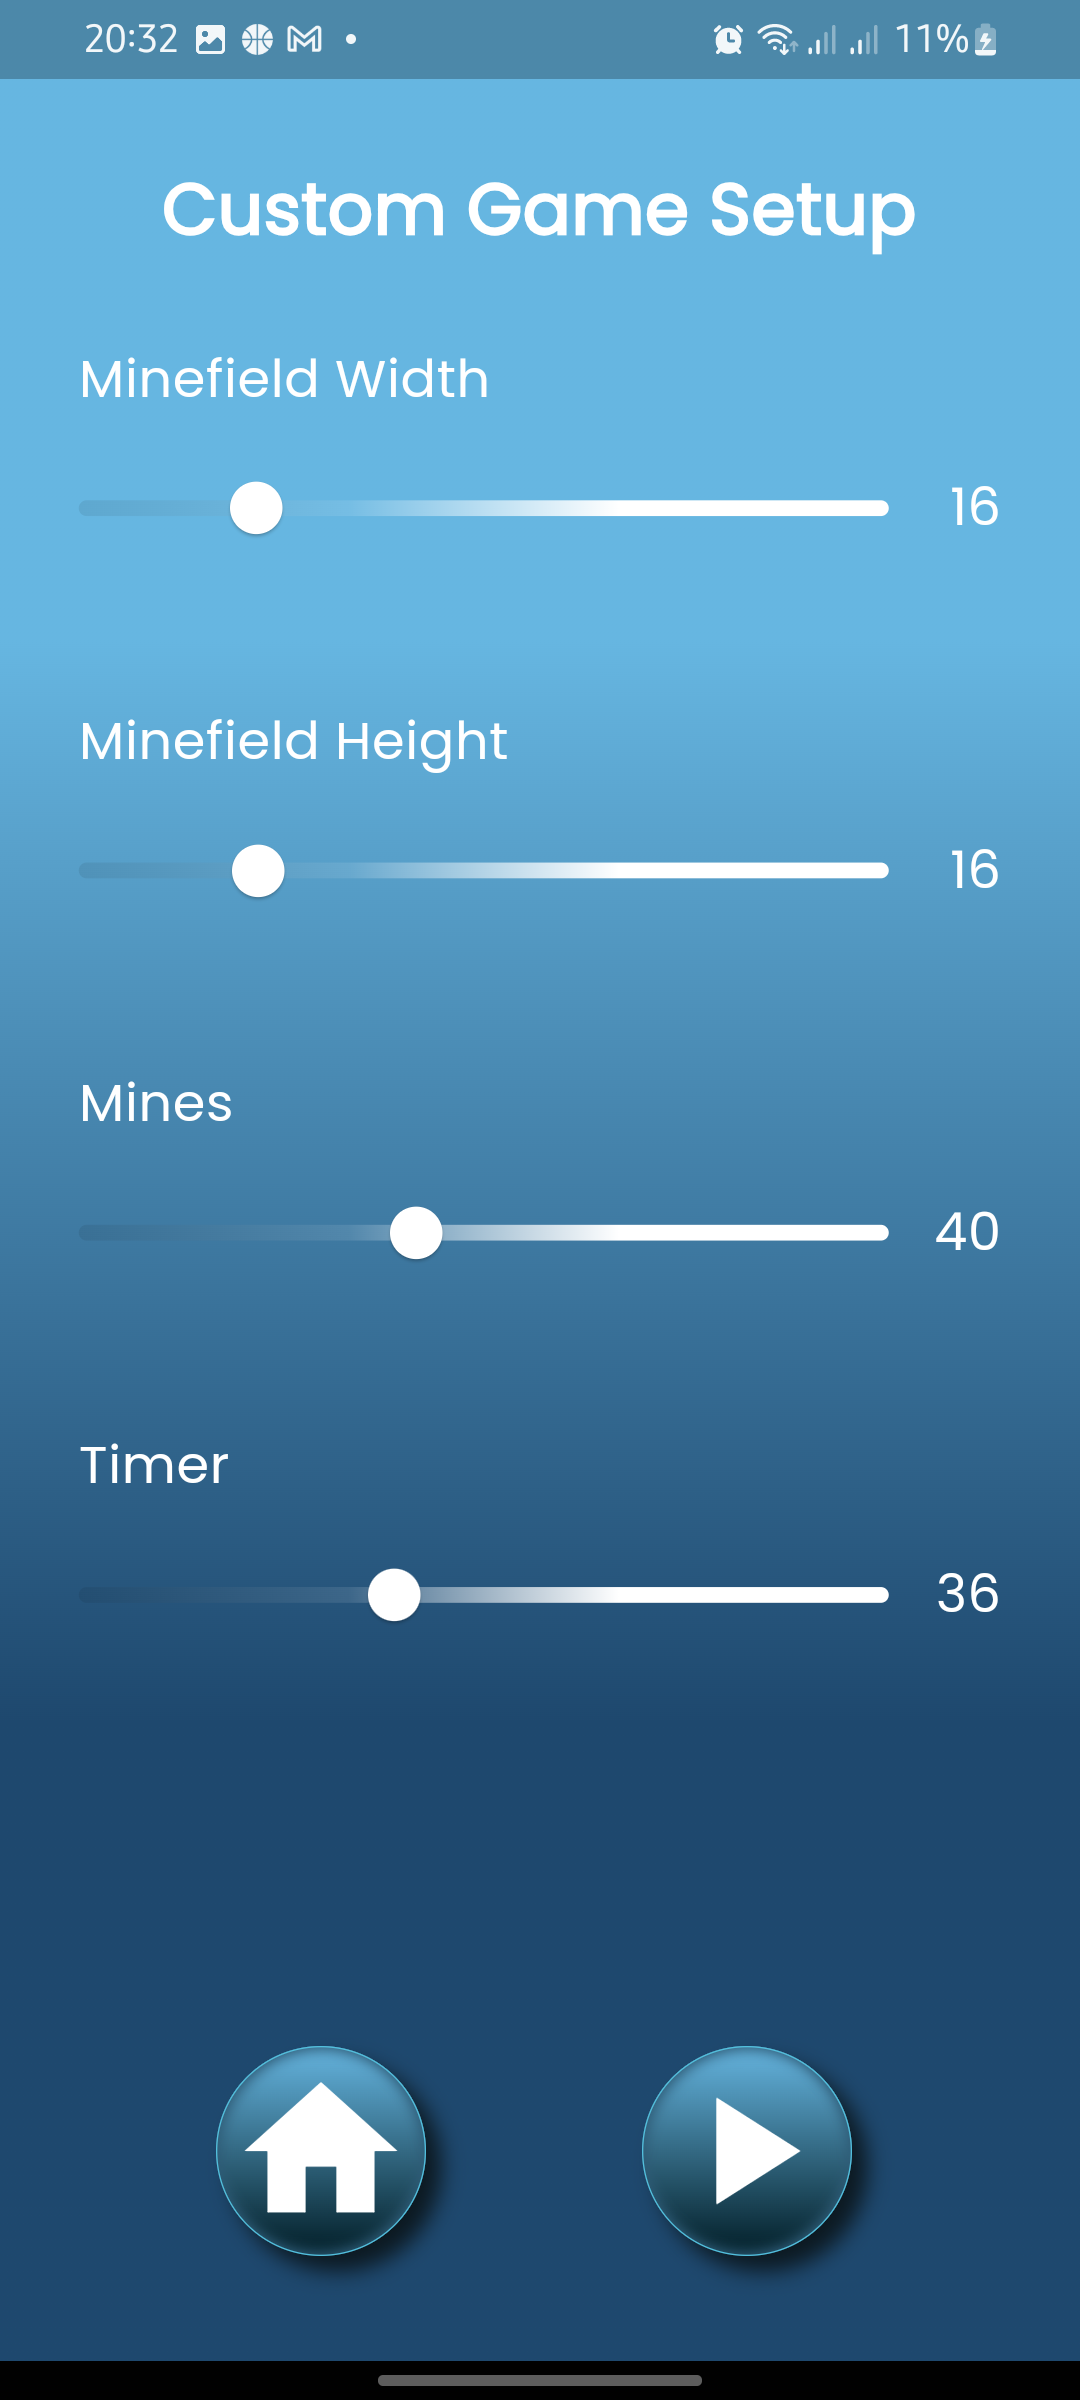 20:32
11%
Custom Game Setup
Minefield Width
16
Minefield Height
16
Mines
40
Timer
36